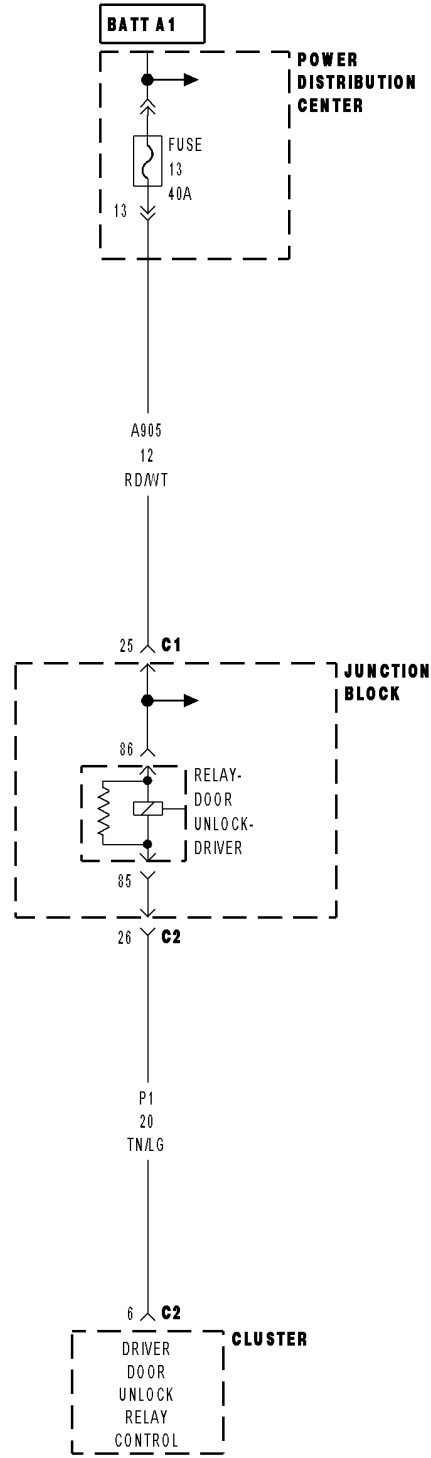 BATT A1
POWER
DISTRIBUTION
CENTER
FUSE
13
40A
13
A905
12
RD/WT
25 C1
JUNCTION
BLOCK
86
RELAY-
DOOR
UNLOCK-
DRIVER
85
26 C2
P1
20
TN/LG
6 C2
CLUSTER
DRIVER
DOOR
UNLOCK
RELAY
CONTROL